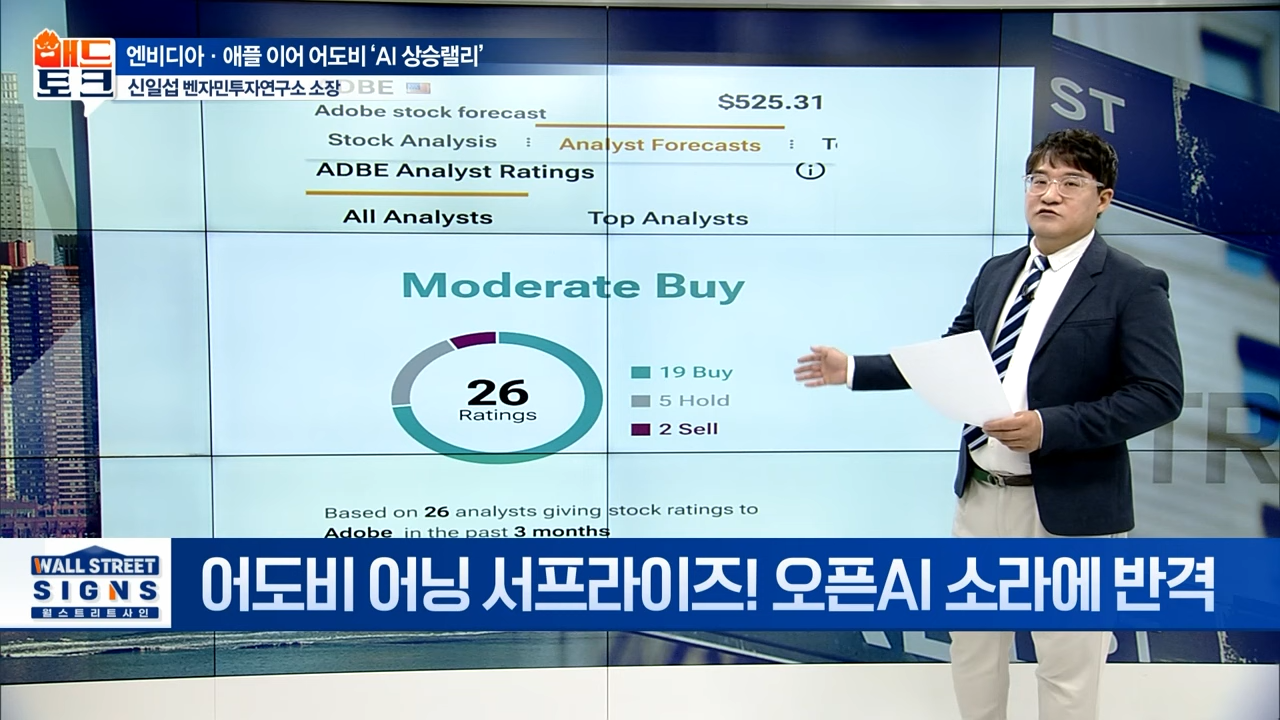 매드
토크
엔비디아 · 애플 이어 어도비 ‘AI 상승랠리’
신일섭 벤자민투자연구소 소장
DBE
$525.31
Adobe stock forecast
Stock Analysis
Analyst Forecasts
ADBE Analyst Ratings
All Analysts
Top Analysts
Moderate Buy
26
Ratings
19 Buy
5 Hold
2 Sell
Based on 26 analysts giving stock ratings to
Adobe in the past 3 months
ST
TR
WALL STREET
SIGNS
월스트리트사인
어도비 어닝 서프라이즈! 오픈AI 소라에 반격